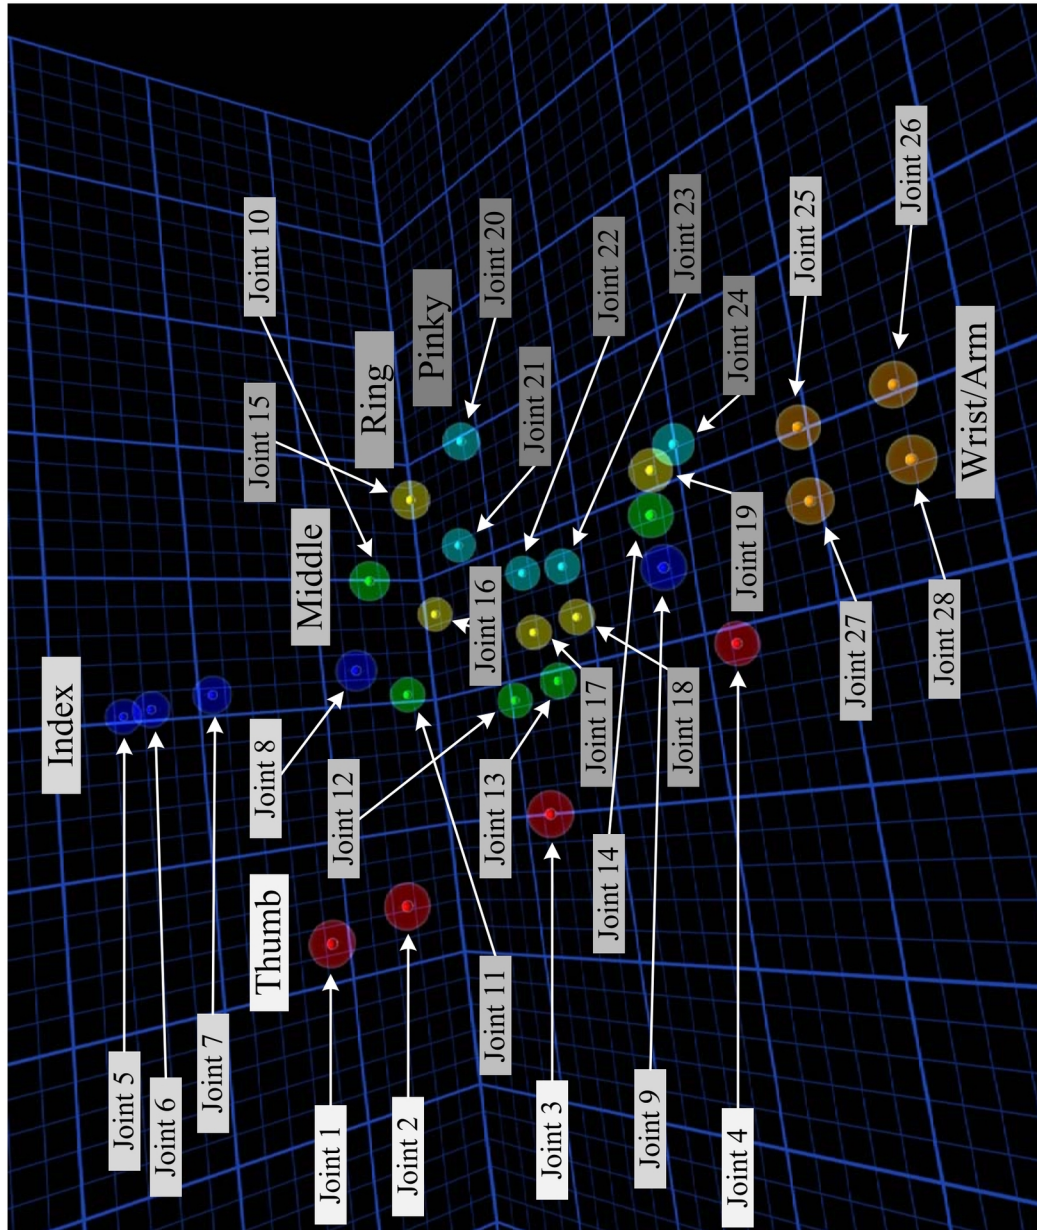 Joint 5
Joint 6
Joint 7
Index
Joint 8
Joint 10
Joint 15
Thumb
Middle
Joint 1
Joint 12
Ring
Joint 2
Pinky
Joint 11
Joint 13
Joint 16
Joint 20
Joint 21
Joint 3
Joint 14
Joint 17
Joint 22
Joint 9
Joint 18
Joint 23
Joint 4
Joint 19
Joint 24
Joint 25
Joint 27
Joint 26
Joint 28
Wrist/Arm